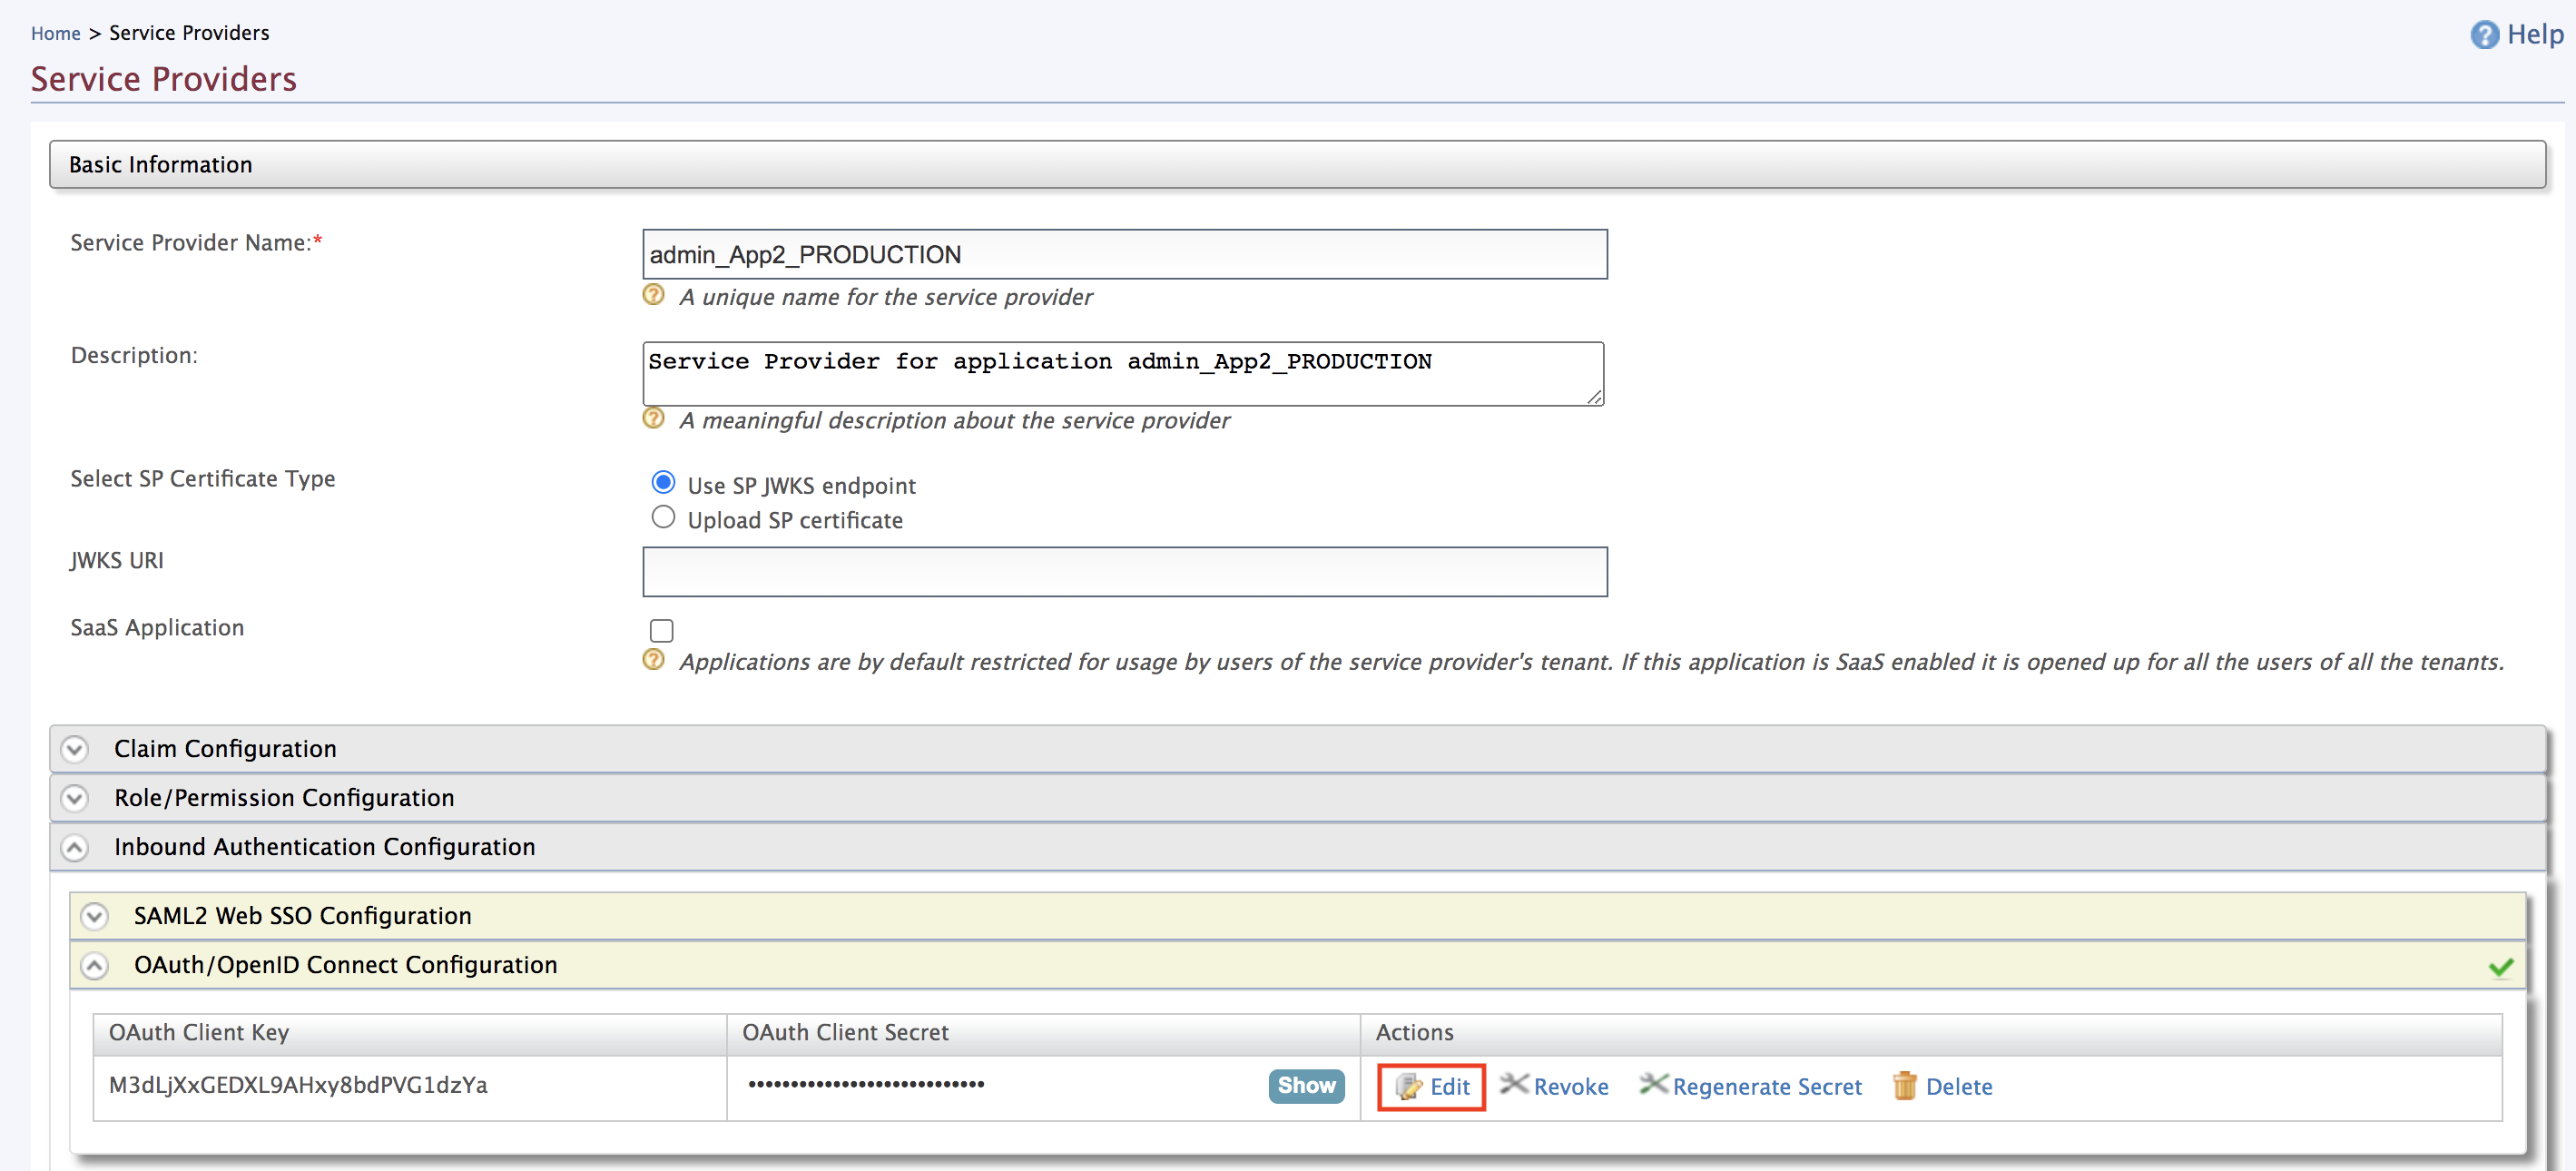 Home > Service Providers
Help
Service Providers
Basic Information
Service Provider Name:*
admin_App2_PRODUCTION
A unique name for the service provider
Description:
Service Provider for application admin_App2_PRODUCTION
A meaningful description about the service provider
Select SP Certificate Type
Use SP JWKS endpoint
Upload SP certificate
JWKS URI
SaaS Application
Applications are by default restricted for usage by users of the service provider's tenant. If this application is SaaS enabled it is opened up for all the users of all the tenants.
Claim Configuration
Role/Permission Configuration
Inbound Authentication Configuration
SAML2 Web SSO Configuration
OAuth/OpenID Connect Configuration
OAuth Client Key OAuth Client Secret Actions
M3dLjXxGEDXL9AHxy8bdPVG1dzYa •••••••••••••••••••••••••••• Show Edit Revoke Regenerate Secret Delete